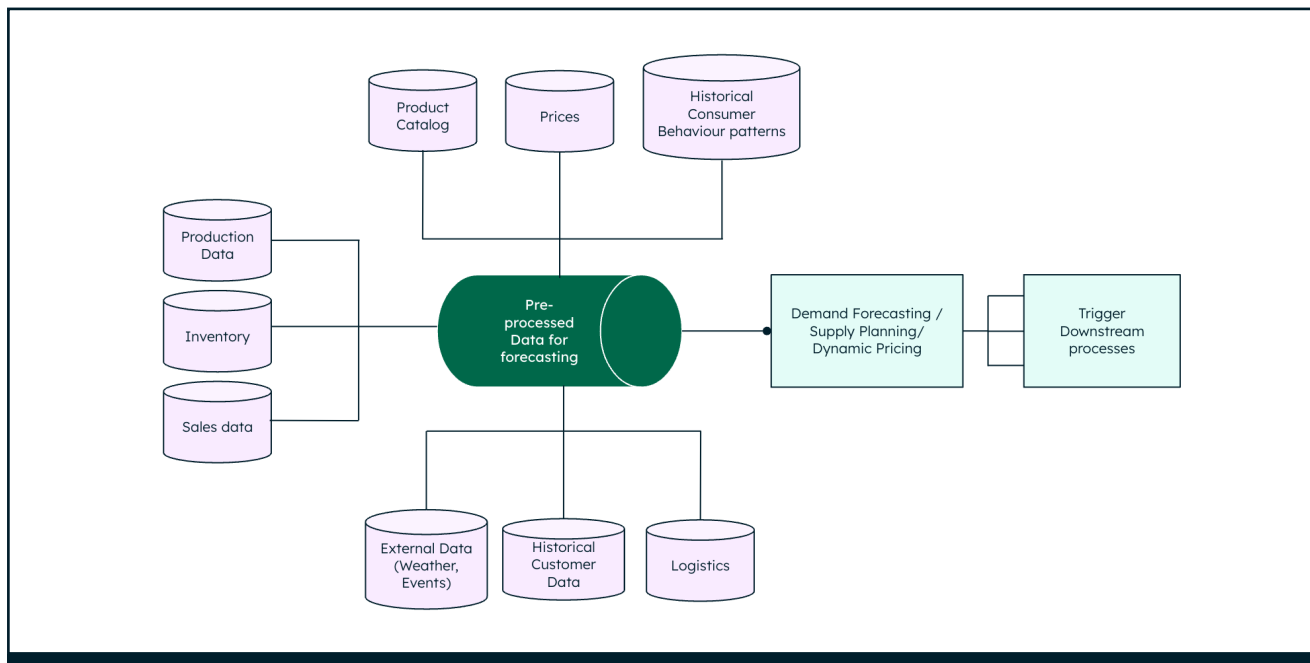 Product
Catalog
Prices
Historical
Consumer
Behaviour patterns
Production
Data
Inventory
Sales data
Pre-
processed
Data for
forecasting
Demand Forecasting /
Supply Planning/
Dynamic Pricing
Trigger
Downstream
processes
External Data
(Weather,
Events)
Historical
Customer
Data
Logistics